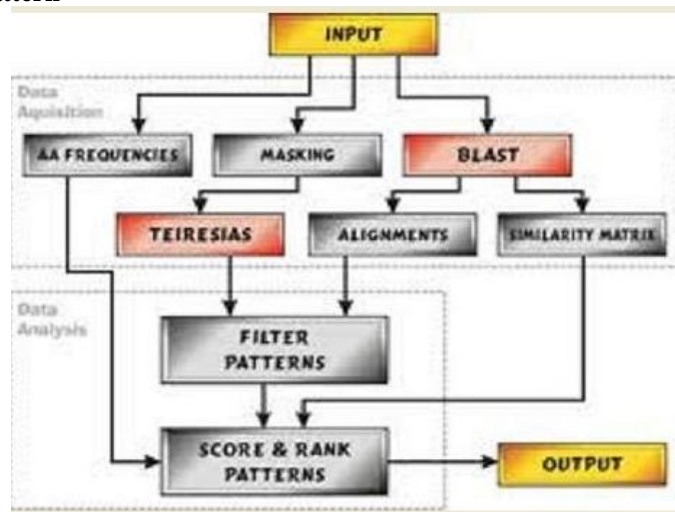 INPUT
Data
Aquisition
AA FREQUENCIES
MASKING
BLAST
TEIRESIAS
ALIGNMENTS
SIMILARITY MATRIX
Data
Analysis
FILTER
PATTERNS
SCORE & RANK
PATTERNS
OUTPUT